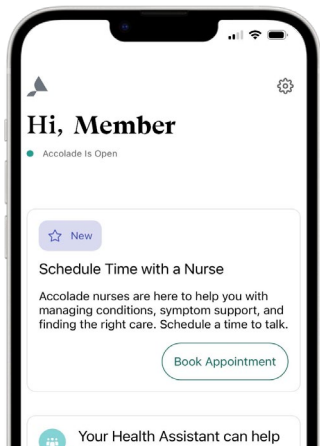 Hi, Member
Accolade Is Open
New
Schedule Time with a Nurse
Accolade nurses are here to help you with
managing conditions, symptom support, and
finding the right care. Schedule a time to talk.
Book Appointment
Your Health Assistant can help